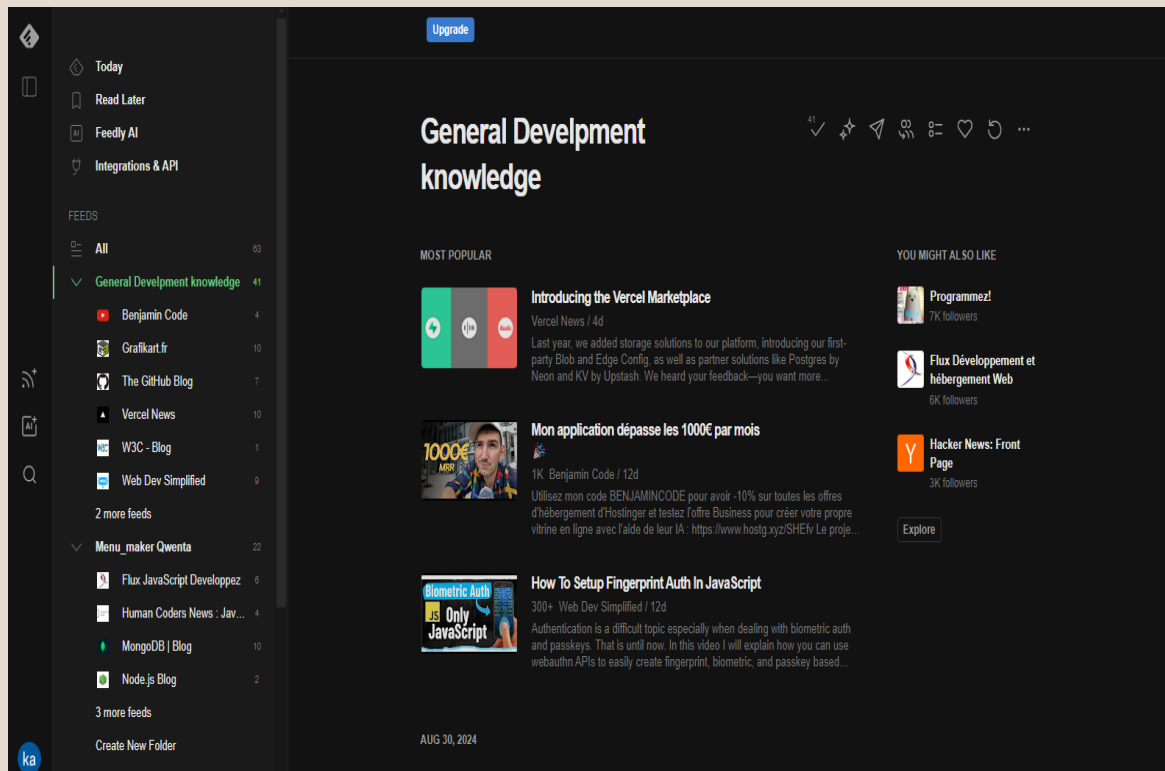 Upgrade
Today
Read Later
AI Feedly AI
Integrations & API
FEEDS
All 63
General Develpment knowledge 41
Benjamin Code 4
Grafikart.fr 10
The GitHub Blog 7
Vercel News 10
W3C W3C - Blog 1
Web Dev Simplified 9
2 more feeds
Menu_maker Qwenta 22
Flux JavaScript Developpez 6
Human Coders News : Jav... 4
MongoDB | Blog 10
Node.js Blog 2
3 more feeds
Create New Folder
AI
ka
General Develpment
knowledge
41
MOST POPULAR
Introducing the Vercel Marketplace
Vercel News / 4d
Last year, we added storage solutions to our platform, introducing our first-
party Blob and Edge Config, as well as partner solutions like Postgres by
Neon and KV by Upstash. We heard your feedback—you want more...
1000€
MRR
Mon application dépasse les 1000€ par mois
🎉
1K Benjamin Code / 12d
Utilisez mon code BENJAMINCODE pour avoir -10% sur toutes les offres
d'hébergement d'Hostinger et testez l'offre Business pour créer votre propre
vitrine en ligne avec l'aide de leur IA : https://www.hostg.xyz/SHEfv Le proje...
Biometric Auth
JS Only
JavaScript
How To Setup Fingerprint Auth In JavaScript
300+ Web Dev Simplified / 12d
Authentication is a difficult topic especially when dealing with biometric auth
and passkeys. That is until now. In this video I will explain how you can use
webauthn APIs to easily create fingerprint, biometric, and passkey based...
AUG 30, 2024
YOU MIGHT ALSO LIKE
Programmez!
7K followers
Flux Développement et
hébergement Web
6K followers
Y
Hacker News: Front
Page
3K followers
Explore